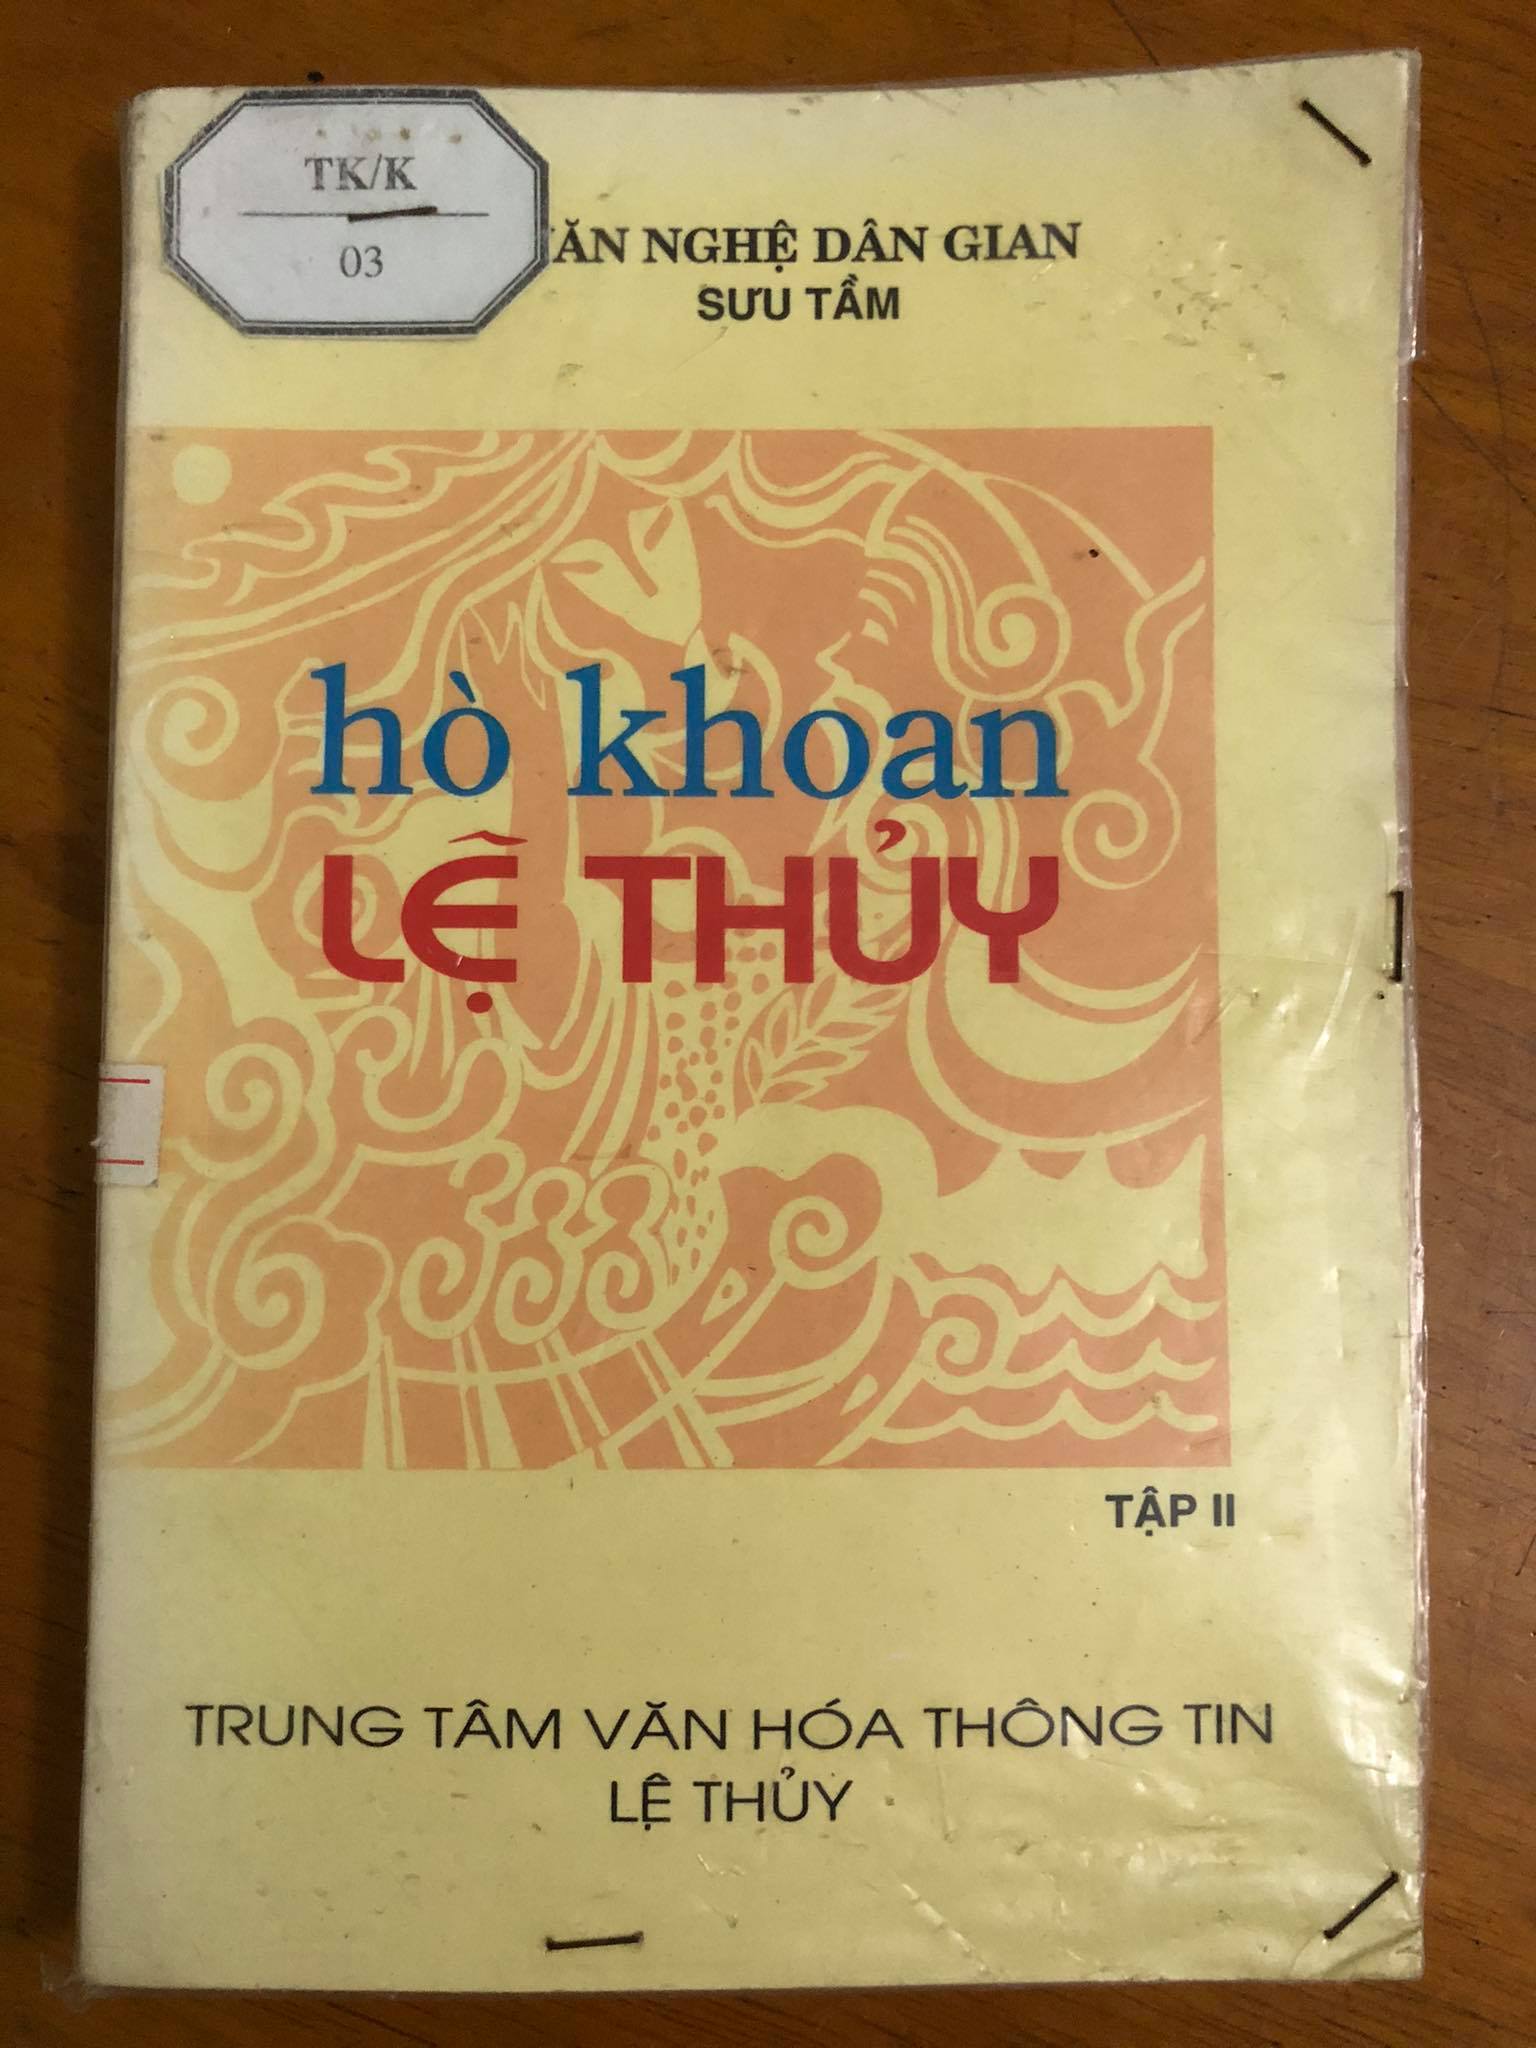 TK/K
03
NGHỆ DÂN GIAN
SƯU TẦM
hò khoan
LỆ THỦY
TẬP II
TRUNG TÂM VĂN HÓA THÔNG TIN
LỆ THỦY